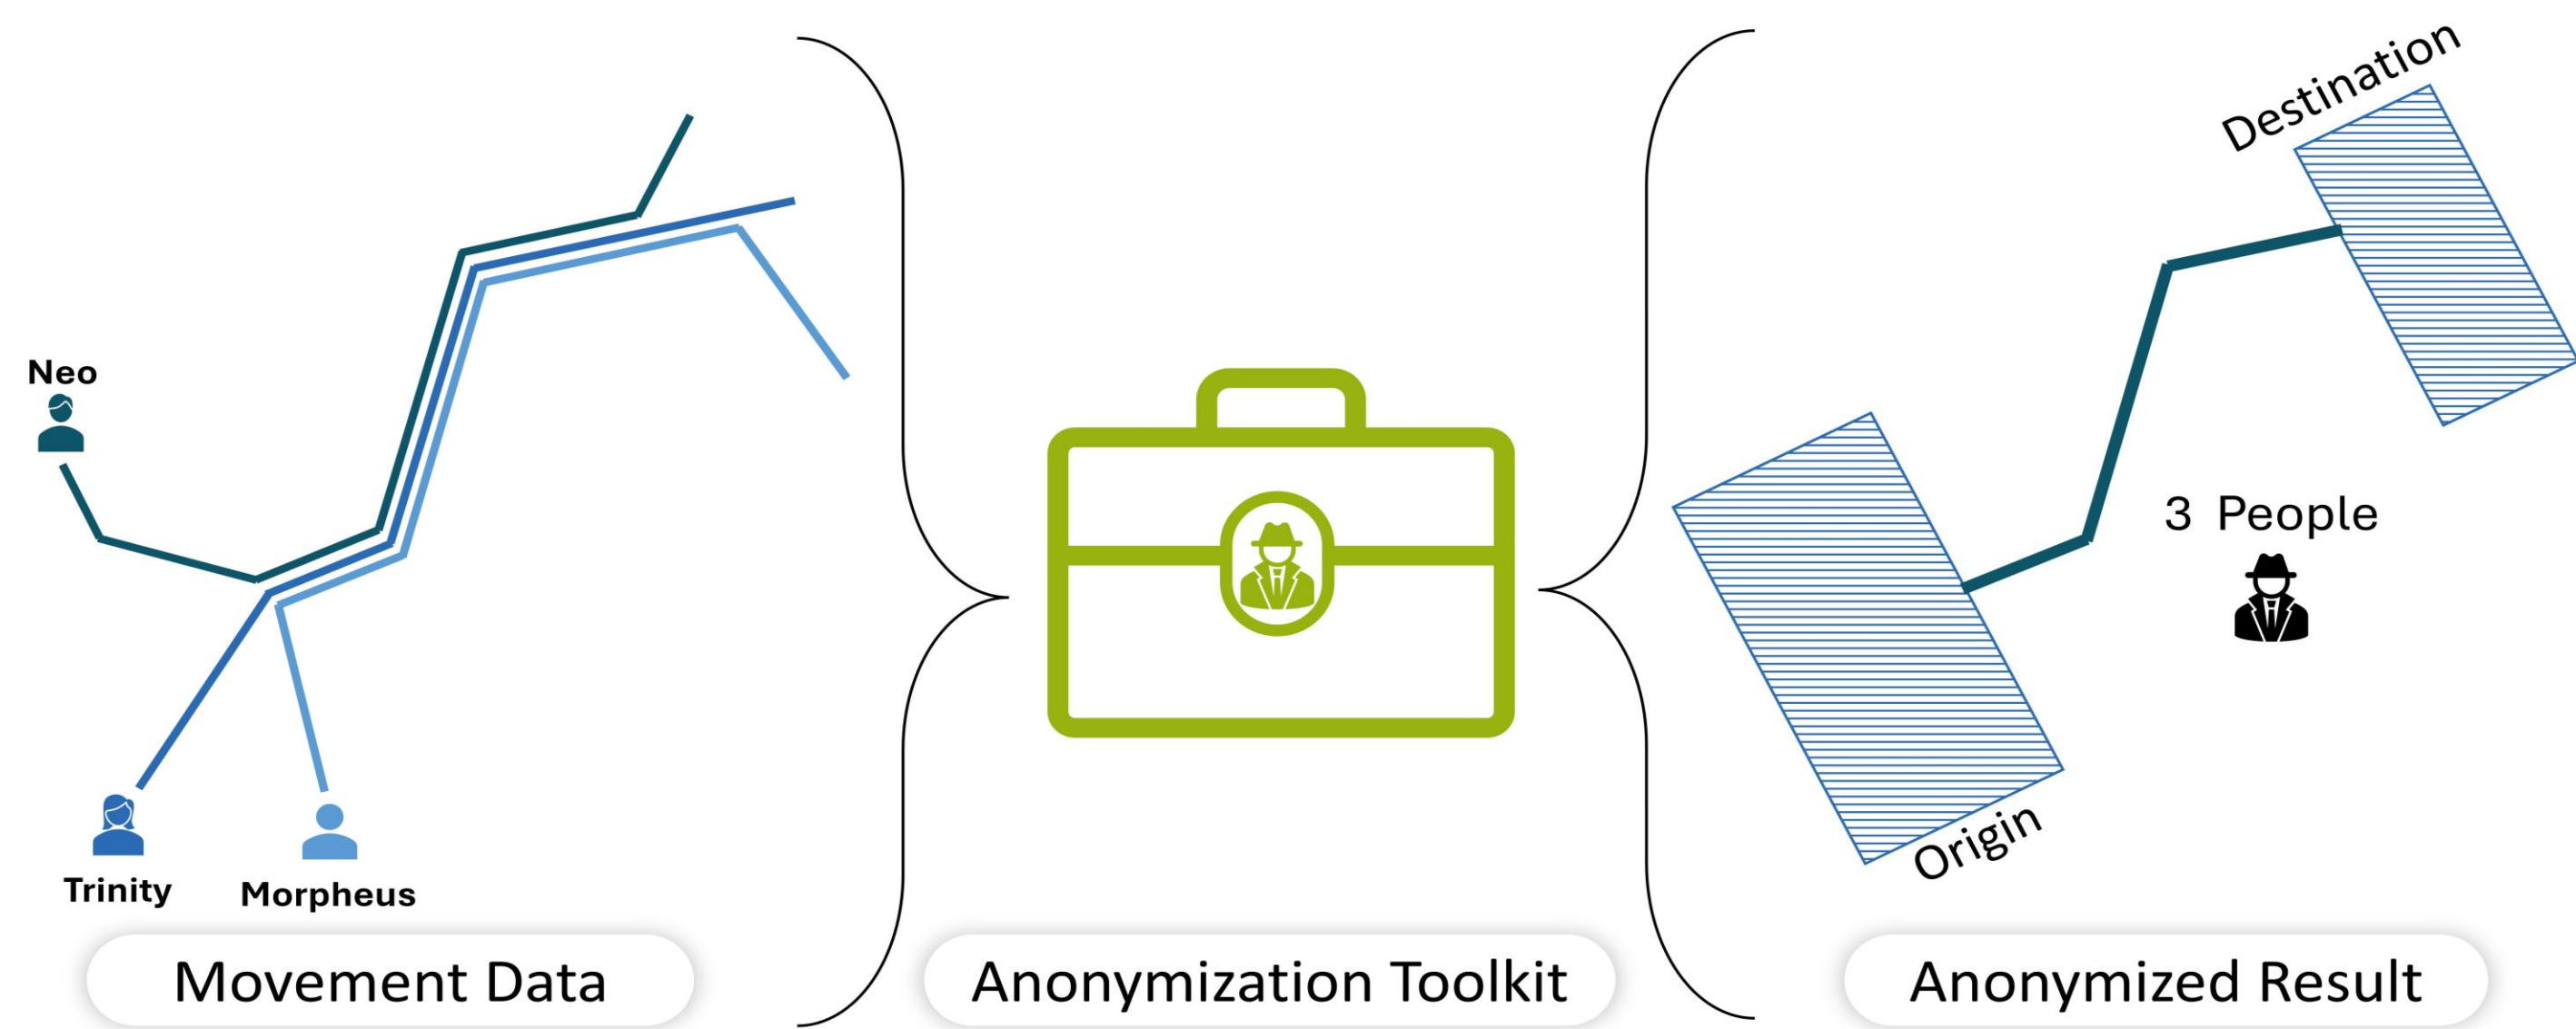 Neo
Trinity
Morpheus
Movement Data
Anonymization Toolkit
Destination
3 People
Origin
Anonymized Result